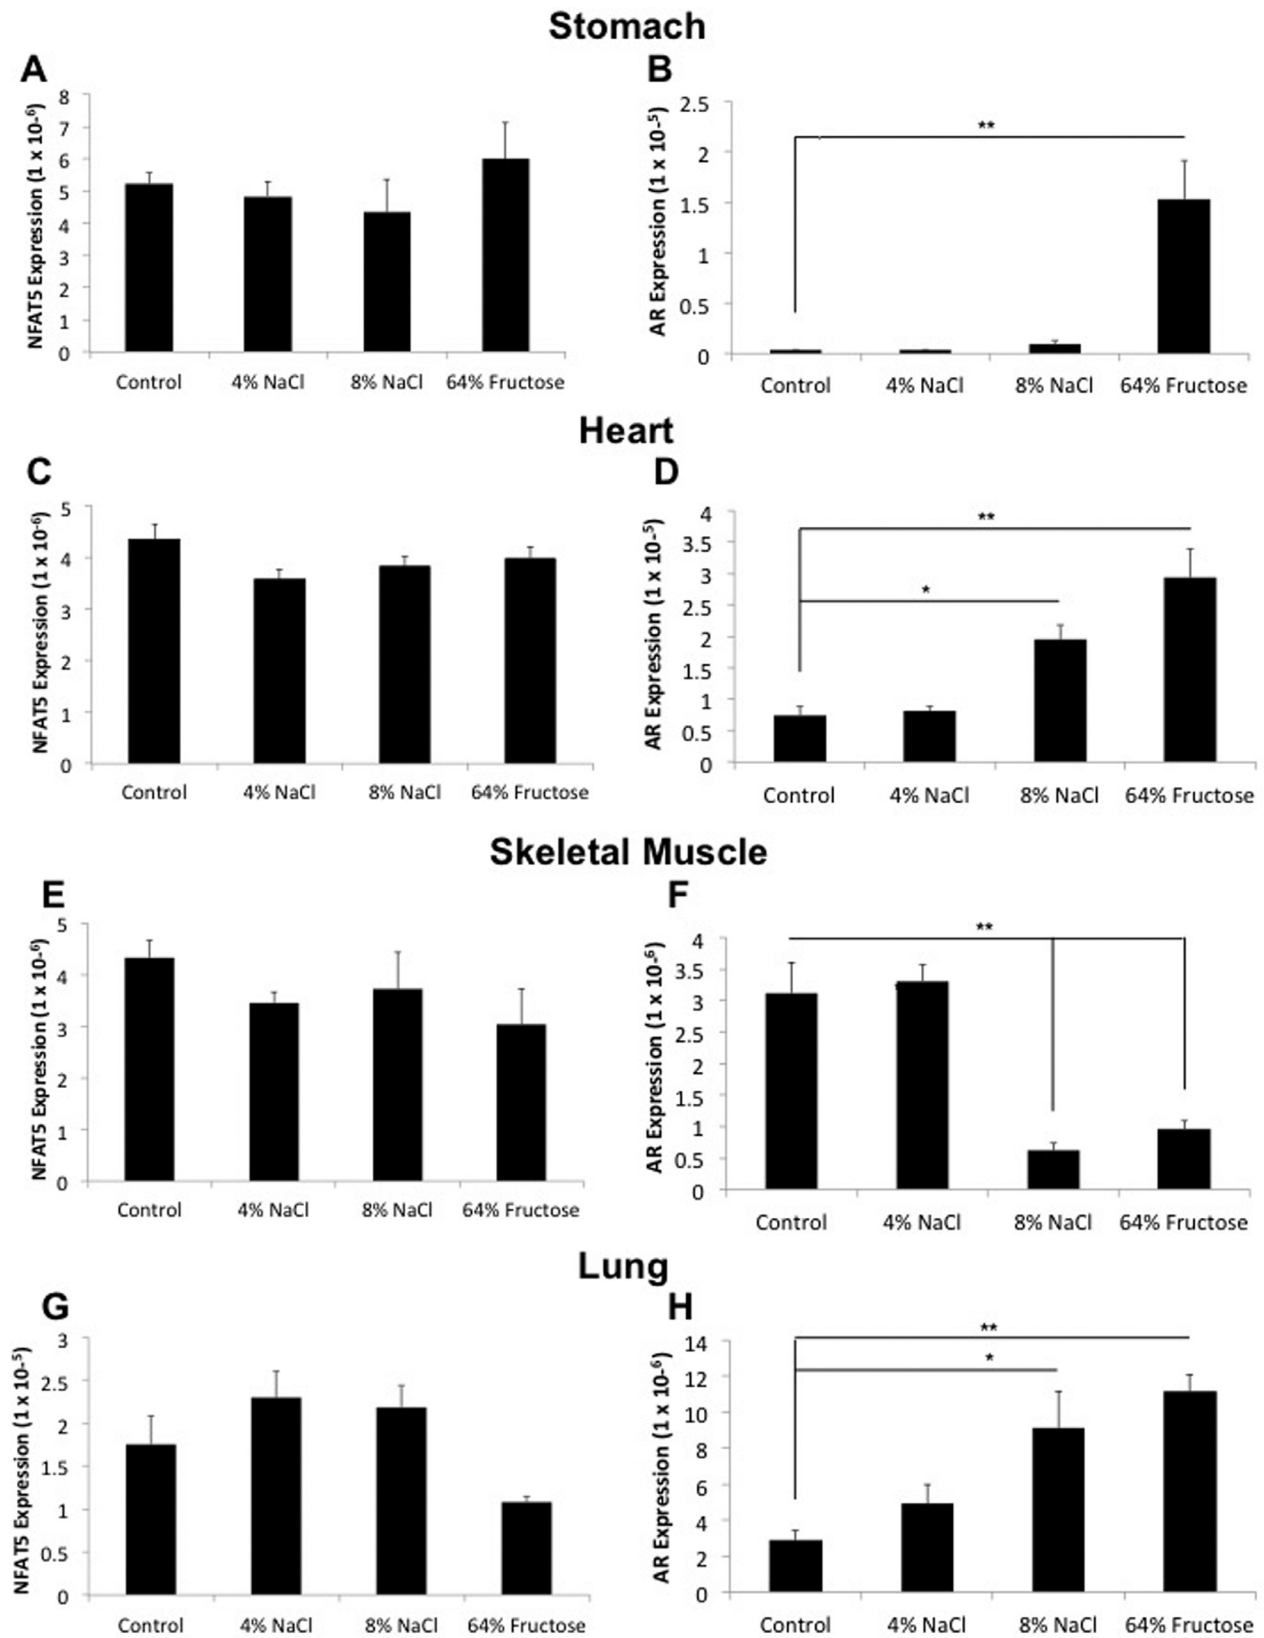 Stomach
A
B
NFAT5 Expression (1 x 10⁻⁶)
8
7
6
5
4
3
2
1
0
Control 4% NaCl 8% NaCl 64% Fructose
AR Expression (1 x 10-⁵)
2.5
2
1.5
1
0.5
0
**
Control 4% NaCl 8% NaCl 64% Fructose
Heart
C
D
NFAT5 Expression (1 x 10⁻⁶)
5
4
3
2
1
0
Control 4% NaCl 8% NaCl 64% Fructose
AR Expression (1 x 10-⁵)
4
3.5
3
2.5
2
1.5
1
0.5
0
**
*
Control 4% NaCl 8% NaCl 64% Fructose
Skeletal Muscle
E
F
NFAT5 Expression (1 x 10-⁶)
5
4
3
2
1
0
Control 4% NaCl 8% NaCl 64% Fructose
AR Expression (1 x 10-⁶)
4
3.5
3
2.5
2
1.5
1
0.5
0
**
Control 4% NaCl 8% NaCl 64% Fructose
Lung
G
H
NFAT5 Expression (1 x 10-⁵)
3
2.5
2
1.5
1
0.5
0
Control 4% NaCl 8% NaCl 64% Fructose
AR Expression (1 x 10-⁶)
14
12
10
8
6
4
2
0
**
*
Control 4% NaCl 8% NaCl 64% Fructose